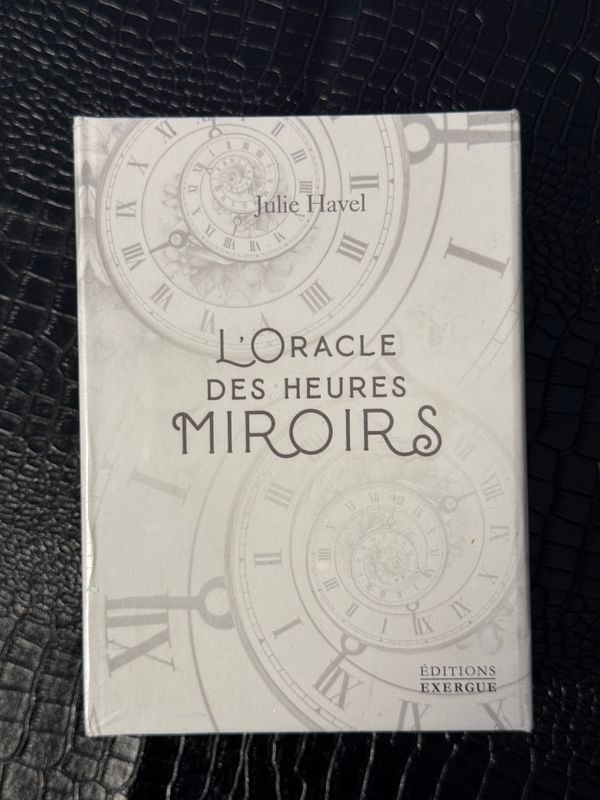 Julie Havel
L'ORACLE
DES HEURES
MIROIRS
ÉDITIONS
EXERGUE